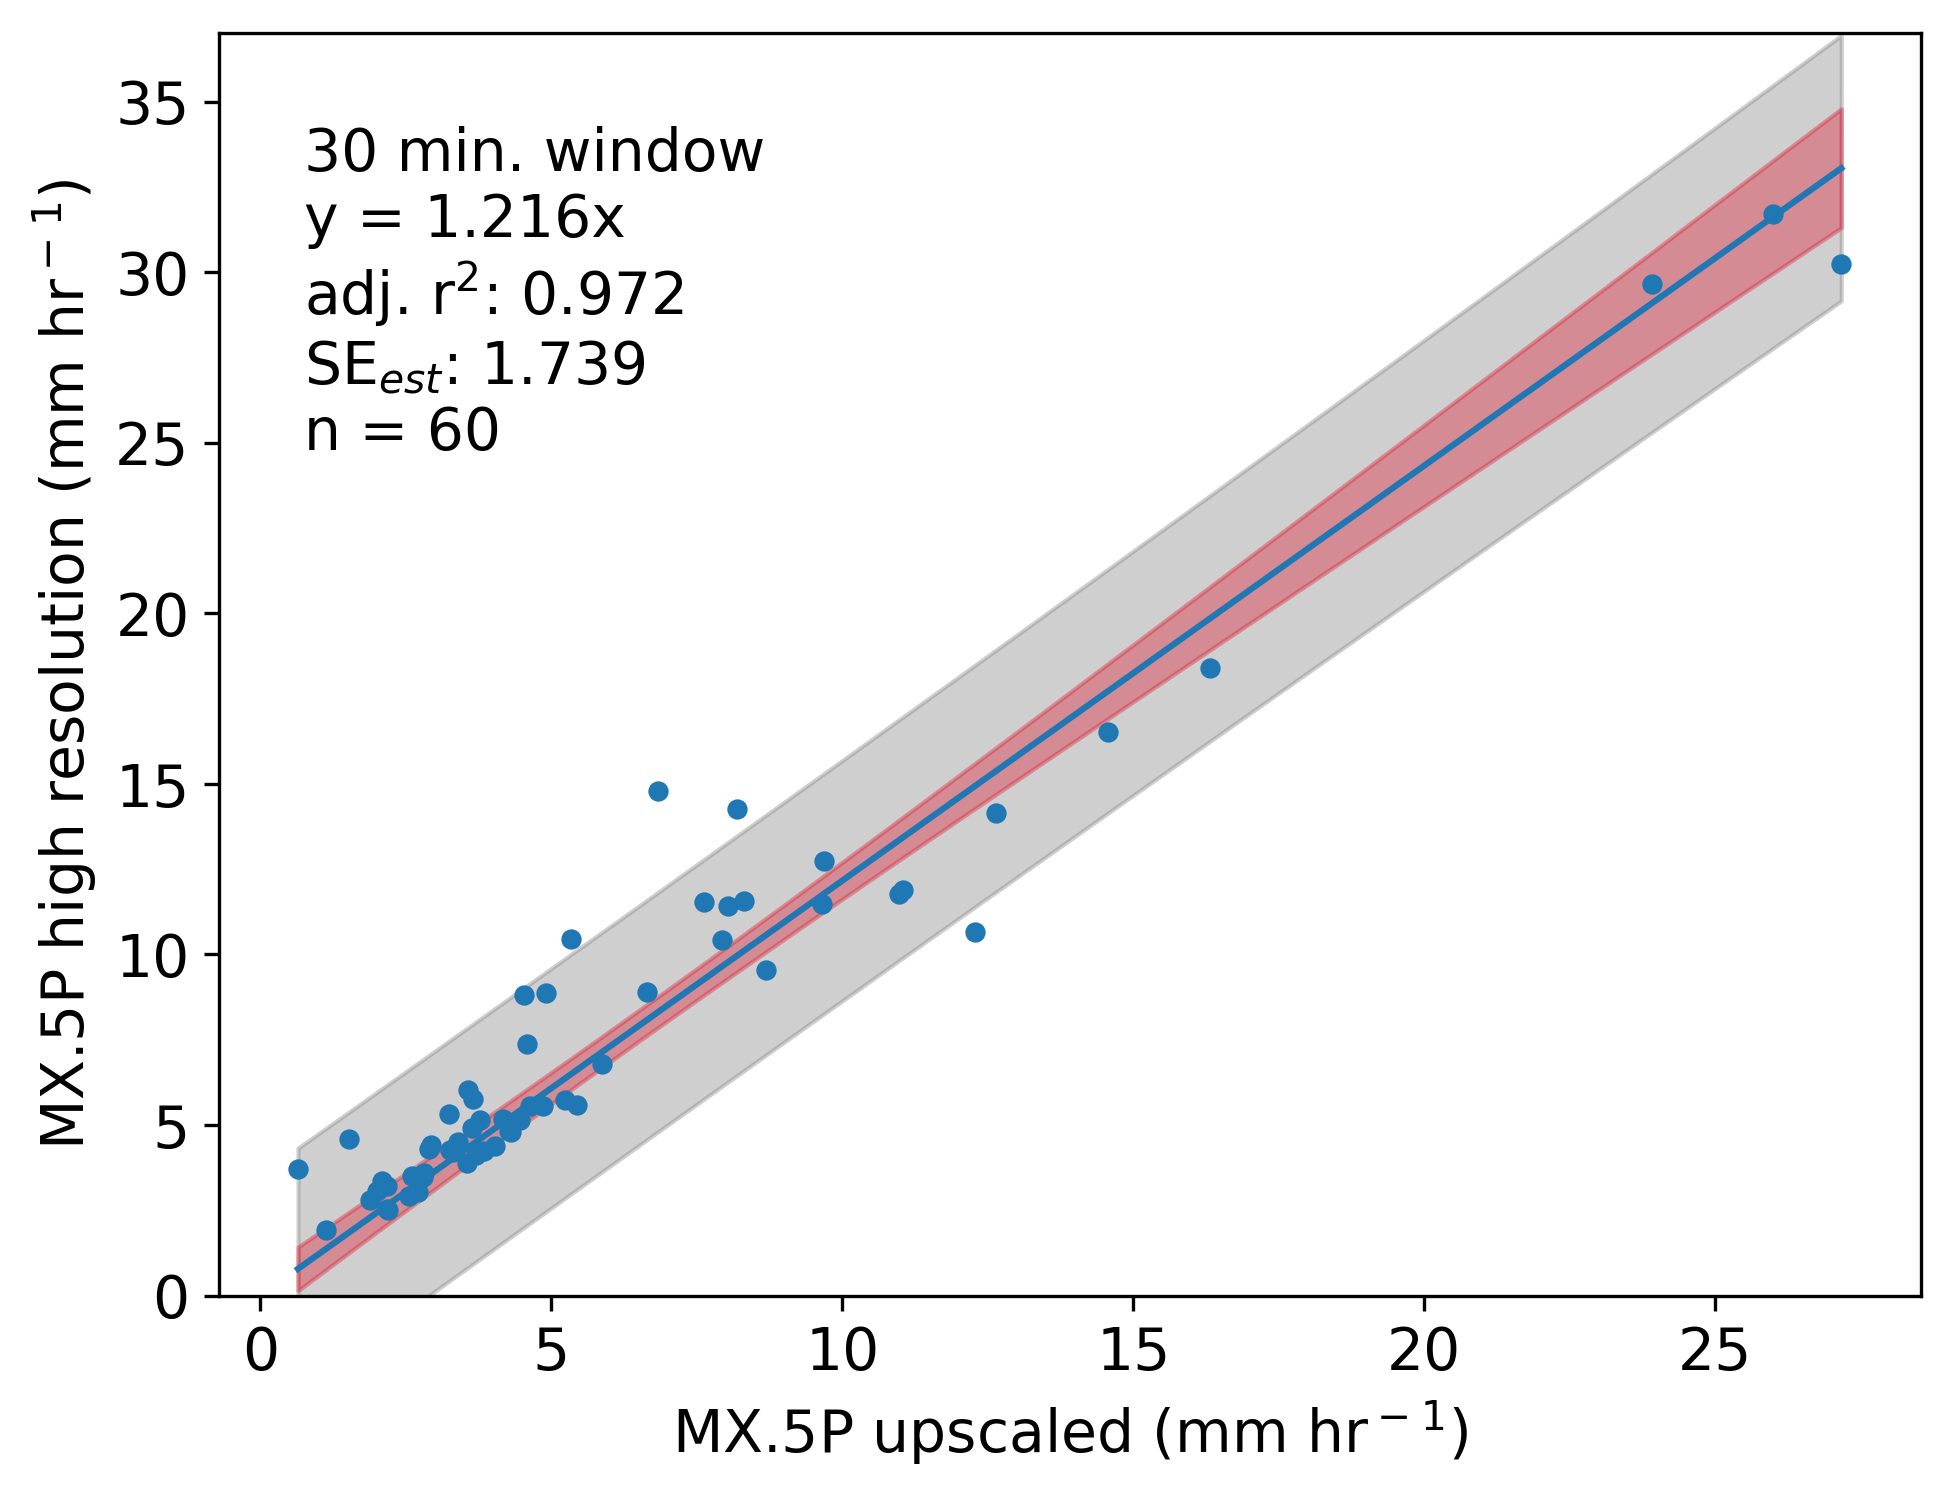 30 min. window
y = 1.216x
adj. r²: 0.972
SEest: 1.739
n = 60
MX.5P high resolution (mm hr⁻¹)
35
30
25
20
15
10
5
0
0 5 10 15 20 25
MX.5P upscaled (mm hr⁻¹)